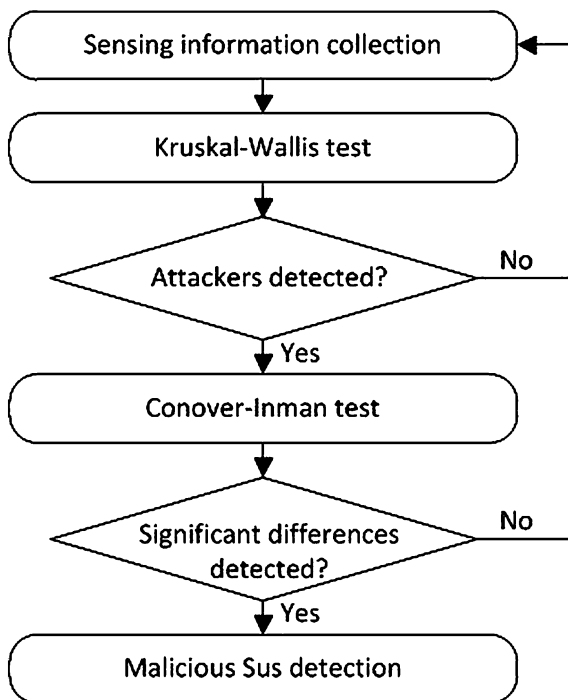 Sensing information collection
Kruskal-Wallis test
Attackers detected?
No
Yes
Conover-Inman test
Significant differences
detected?
No
Yes
Malicious Sus detection